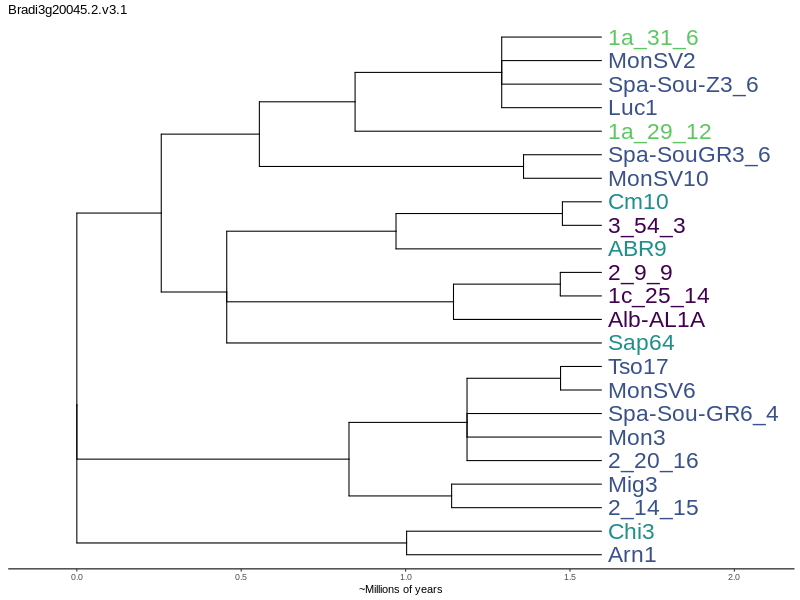 Bradi3g20045.2.v3.1
1a_31_6
MonSV2
Spa-Sou-Z3_6
Luc1
1a_29_12
Spa-SouGR3_6
MonSV10
Cm10
3_54_3
ABR9
2_9_9
1c_25_14
Alb-AL1A
Sap64
Tso17
MonSV6
Spa-Sou-GR6_4
Mon3
2_20_16
Mig3
2_14_15
Chi3
Arn1
0.0 0.5 1.0 1.5 2.0
~Millions of years